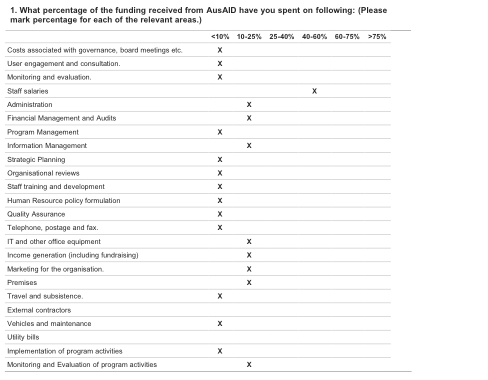 1. What percentage of the funding received from AusAID have you spent on following: (Please
mark percentage for each of the relevant areas.)
<10% 10-25% 25-40% 40-60% 60-75% >75%
Costs associated with governance, board meetings etc. X
User engagement and consultation. X
Monitoring and evaluation. X
Staff salaries X
Administration X
Financial Management and Audits X
Program Management X
Information Management X
Strategic Planning X
Organisational reviews X
Staff training and development X
Human Resource policy formulation X
Quality Assurance X
Telephone, postage and fax. X
IT and other office equipment X
Income generation (including fundraising) X
Marketing for the organisation. X
Premises X
Travel and subsistence. X
External contractors
Vehicles and maintenance X
Utility bills
Implementation of program activities X
Monitoring and Evaluation of program activities X